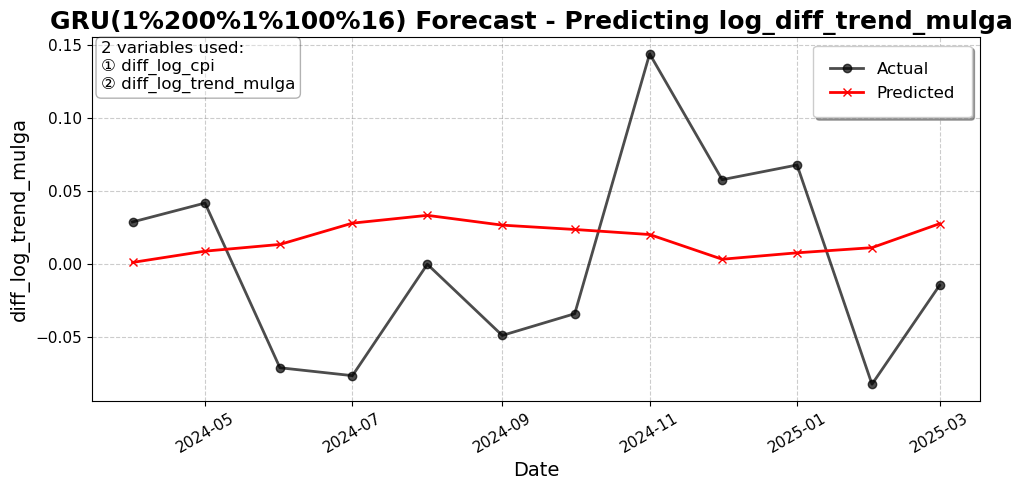 GRU(1%200%1%100%16) Forecast - Predicting log_diff_trend_mulga
2 variables used:
① diff_log_cpi
② diff_log_trend_mulga
Actual
Predicted
diff_log_trend_mulga
0.15
0.10
0.05
0.00
−0.05
2024-05
2024-07
2024-09
2024-11
2025-01
2025-03
Date